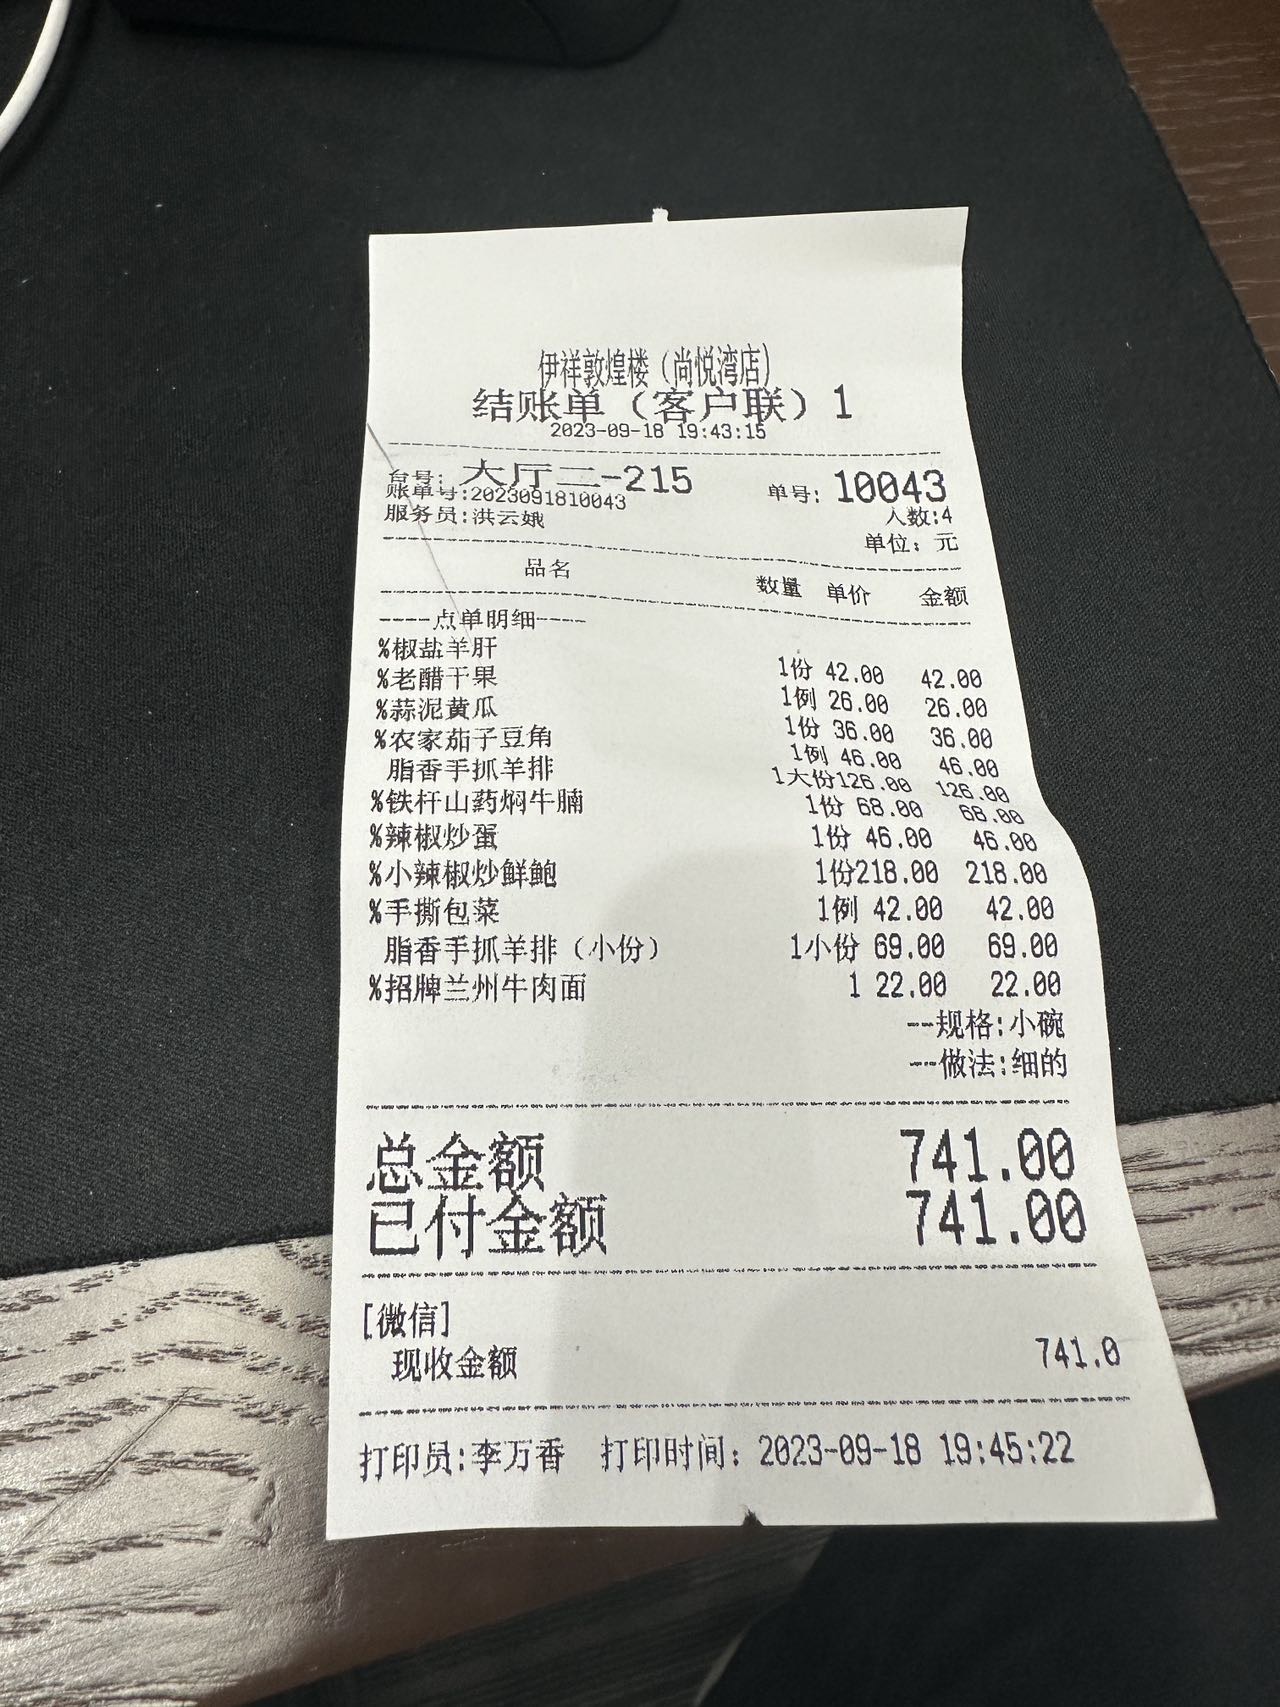 伊祥敦煌楼（尚悦湾店）
结账单（客户联）1
2023-09-18 19:43:15
台号: 大厅二-215 单号: 10043
账单号:2023091810043 人数:4
服务员:洪云娥 单位: 元
品名 数量 单价 金额
----点单明细----
%椒盐羊肝 1份 42.00 42.00
%老醋干果 1例 26.00 26.00
%蒜泥黄瓜 1份 36.00 36.00
%农家茄子豆角 1例 46.00 46.00
脂香手抓羊排 1大份126.00 126.00
%铁杆山药焖牛腩 1份 68.00 68.00
%辣椒炒蛋 1份 46.00 46.00
%小辣椒炒鲜鲍 1份218.00 218.00
%手撕包菜 1例 42.00 42.00
脂香手抓羊排（小份） 1小份 69.00 69.00
%招牌兰州牛肉面 1 22.00 22.00
--规格:小碗
--做法:细的
总金额 741.00
已付金额 741.00
[微信]
现收金额 741.0
打印员:李万香 打印时间: 2023-09-18 19:45:22